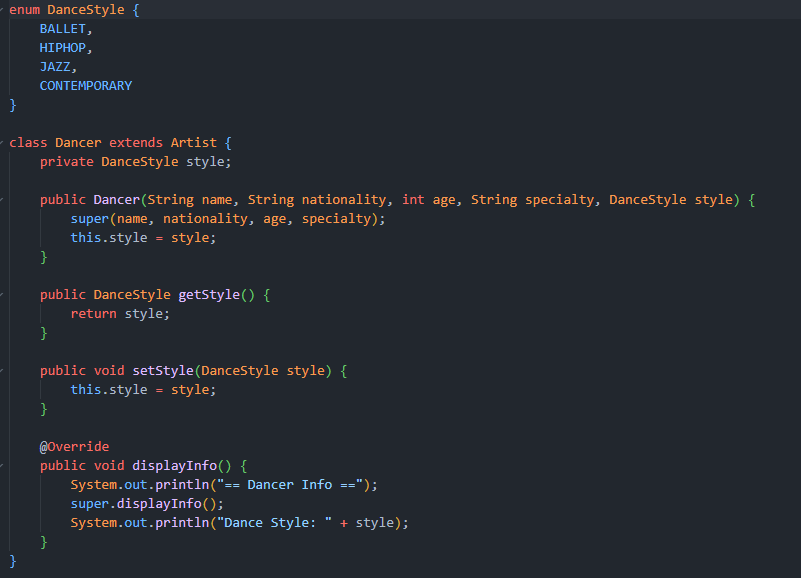 enum DanceStyle {
    BALLET,
    HIPHOP,
    JAZZ,
    CONTEMPORARY
}

class Dancer extends Artist {
    private DanceStyle style;

    public Dancer(String name, String nationality, int age, String specialty, DanceStyle style) {
        super(name, nationality, age, specialty);
        this.style = style;
    }

    public DanceStyle getStyle() {
        return style;
    }

    public void setStyle(DanceStyle style) {
        this.style = style;
    }

    @Override
    public void displayInfo() {
        System.out.println("== Dancer Info ==");
        super.displayInfo();
        System.out.println("Dance Style: " + style);
    }
}